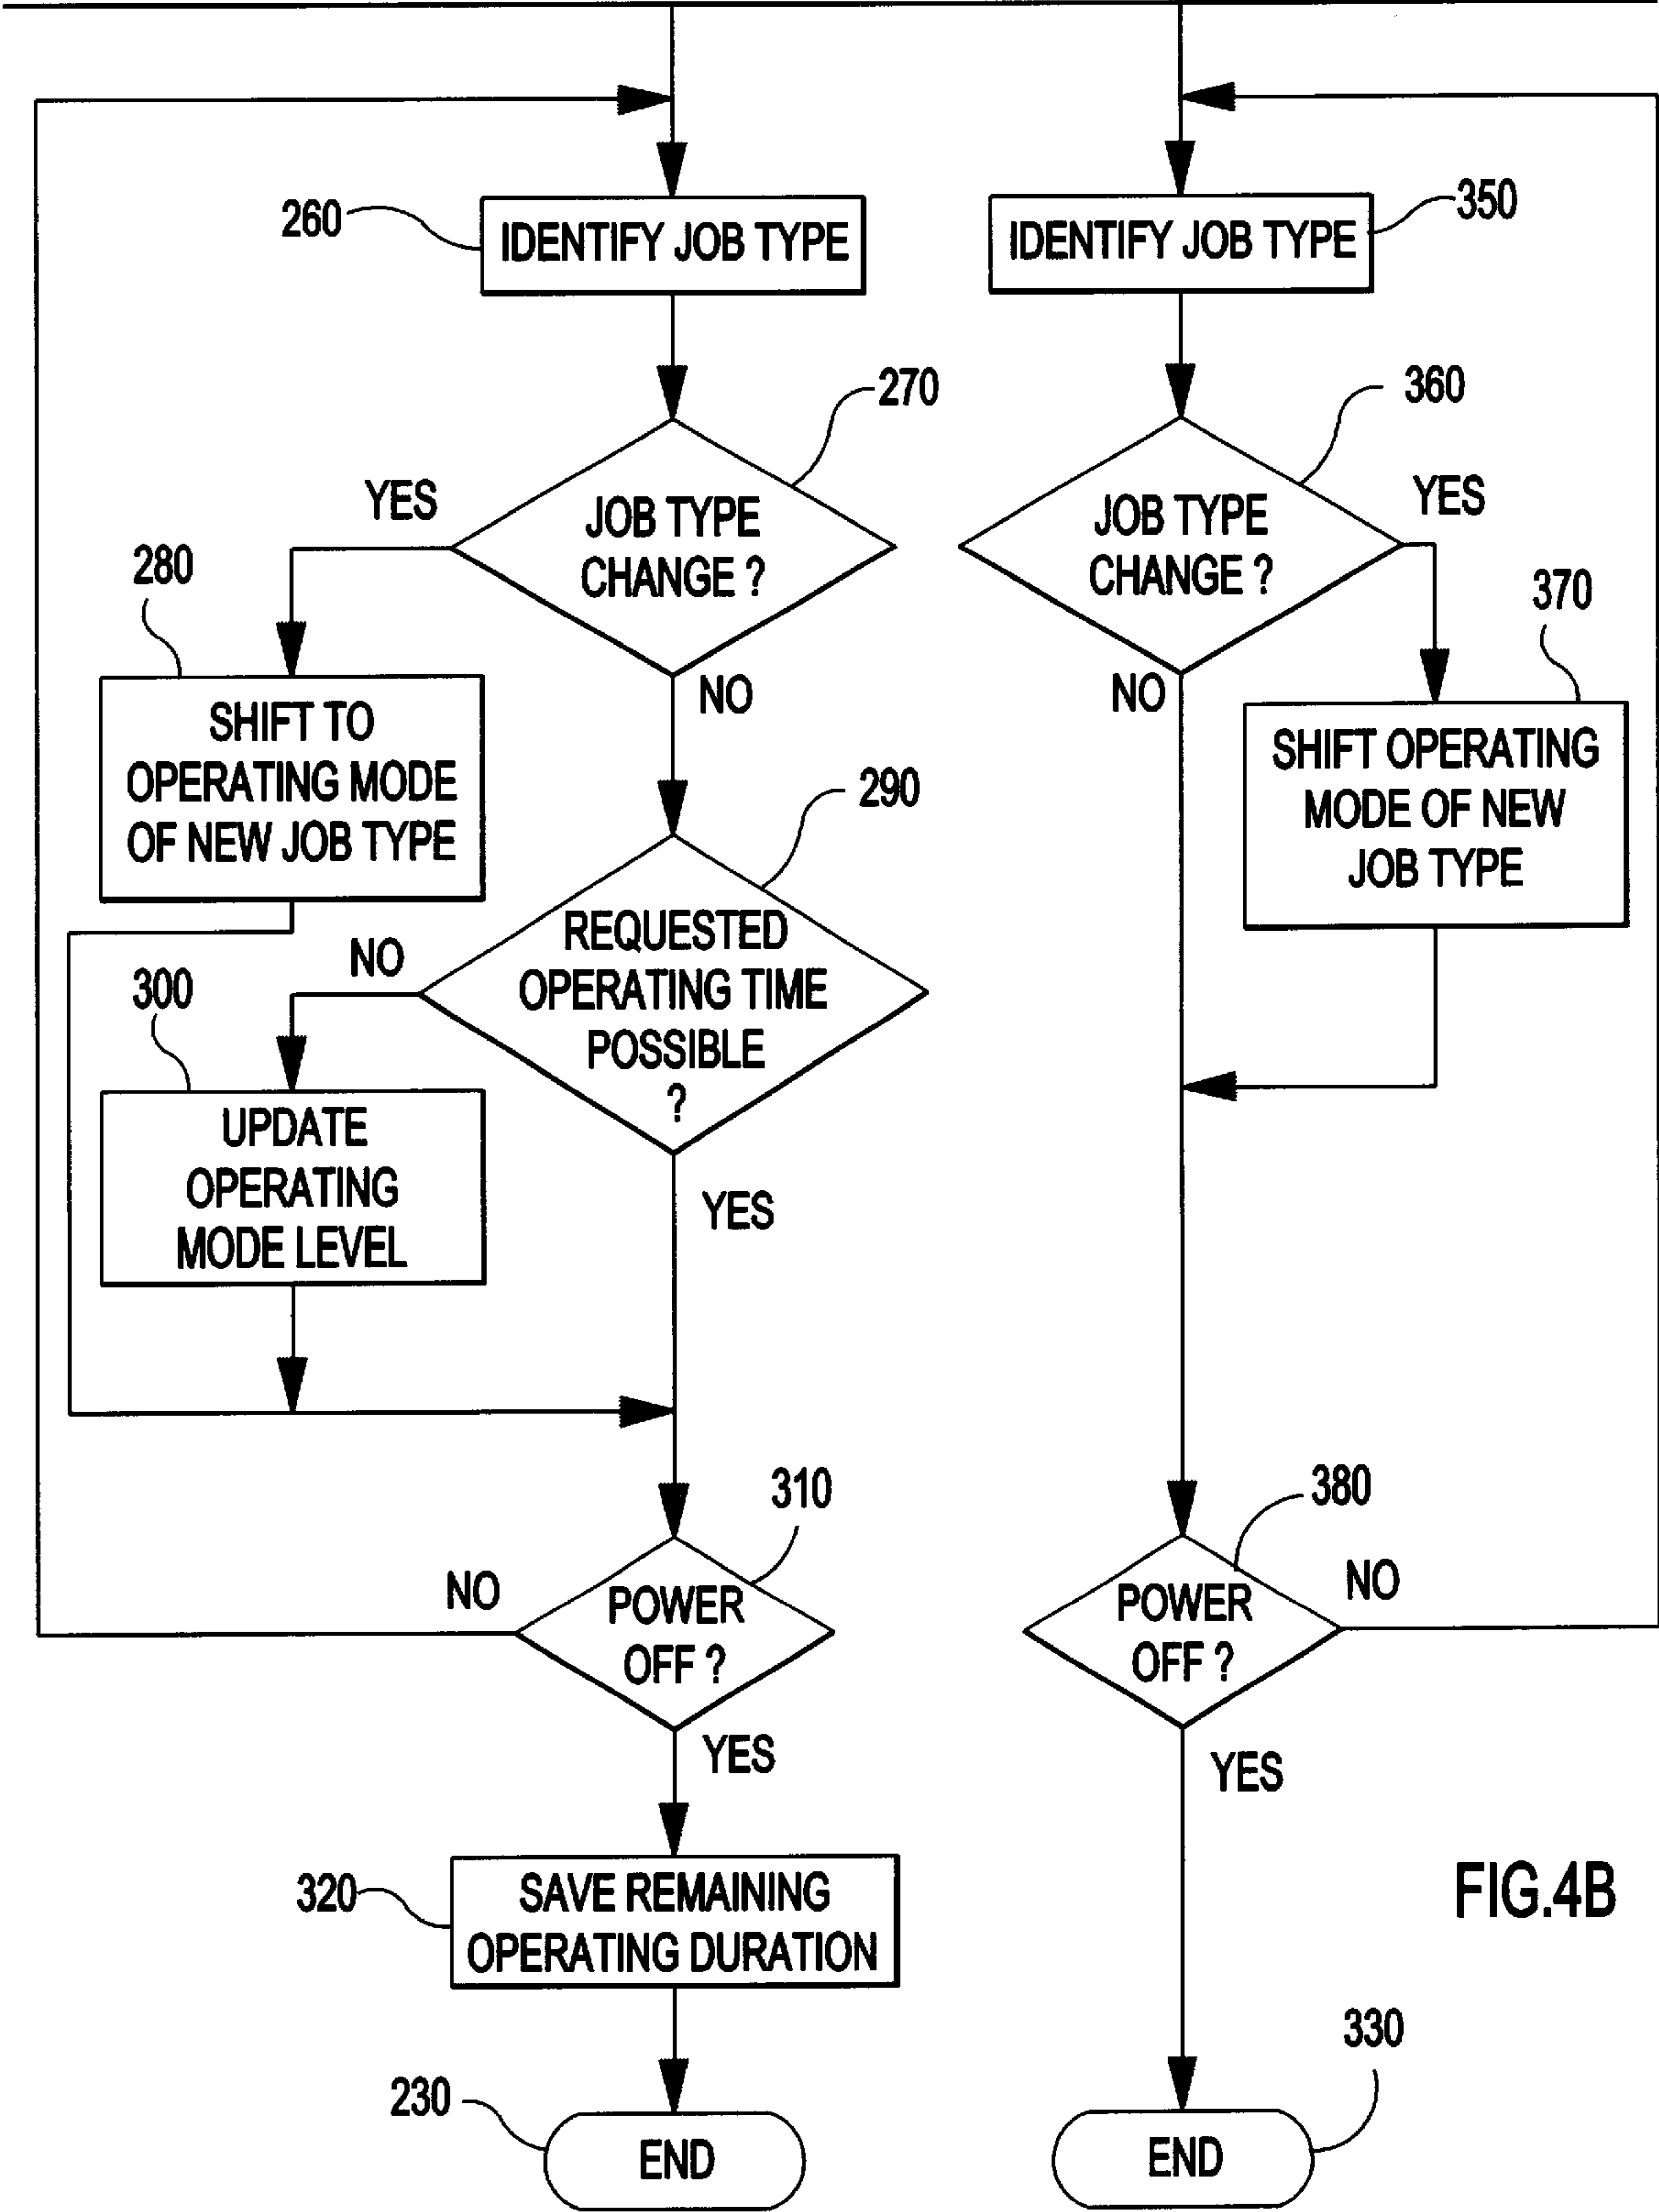 260
IDENTIFY JOB TYPE
IDENTIFY JOB TYPE
350
270
360
YES
JOB TYPE
CHANGE ?
JOB TYPE
CHANGE ?
YES
280
370
NO
NO
SHIFT TO
OPERATING MODE
OF NEW JOB TYPE
SHIFT OPERATING
MODE OF NEW
JOB TYPE
290
NO
REQUESTED
OPERATING TIME
POSSIBLE
?
300
UPDATE
OPERATING
MODE LEVEL
YES
310
380
NO
POWER
OFF ?
POWER
OFF ?
NO
YES
YES
320
SAVE REMAINING
OPERATING DURATION
FIG.4B
230
END
END
330